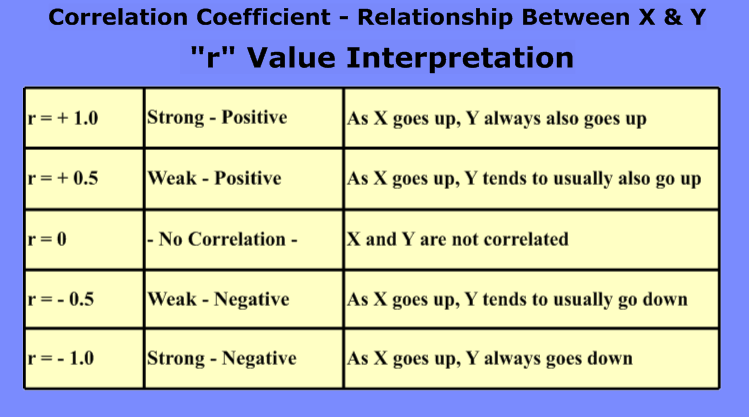 Correlation Coefficient - Relationship Between X & Y
"r" Value Interpretation
r = + 1.0 Strong - Positive As X goes up, Y always also goes up
r = + 0.5 Weak - Positive As X goes up, Y tends to usually also go up
r = 0 - No Correlation - X and Y are not correlated
r = - 0.5 Weak - Negative As X goes up, Y tends to usually go down
r = - 1.0 Strong - Negative As X goes up, Y always goes down